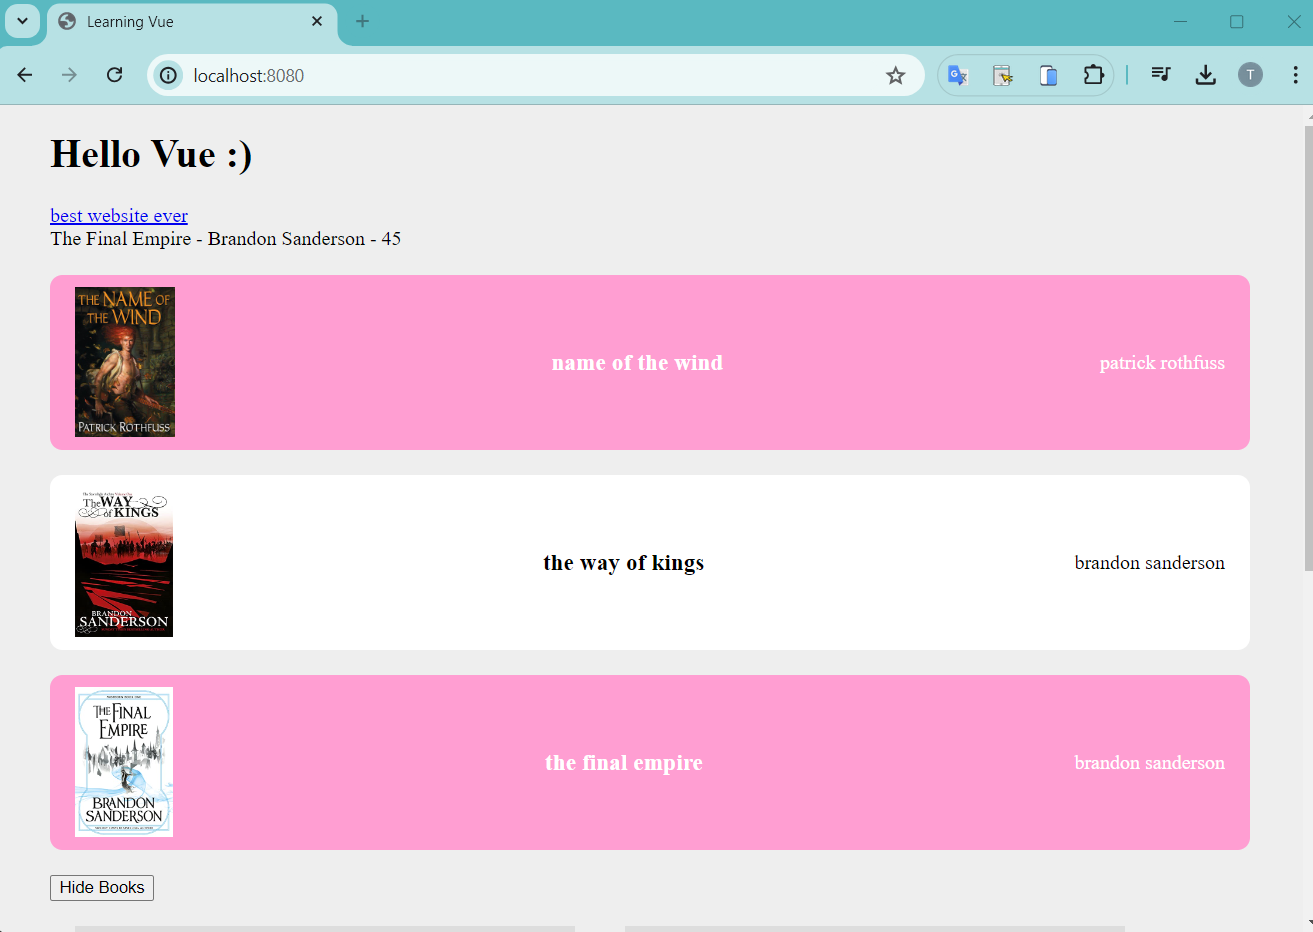 Learning Vue
localhost:8080
T
Hello Vue :)
best website ever
The Final Empire - Brandon Sanderson - 45
THE NAME OF
THE WIND
PATRICK ROTHFUSS
name of the wind
patrick rothfuss
The WAY
of KINGS
BRANDON
SANDERSON
the way of kings
brandon sanderson
THE FINAL
EMPIRE
BRANDON
SANDERSON
the final empire
brandon sanderson
Hide Books